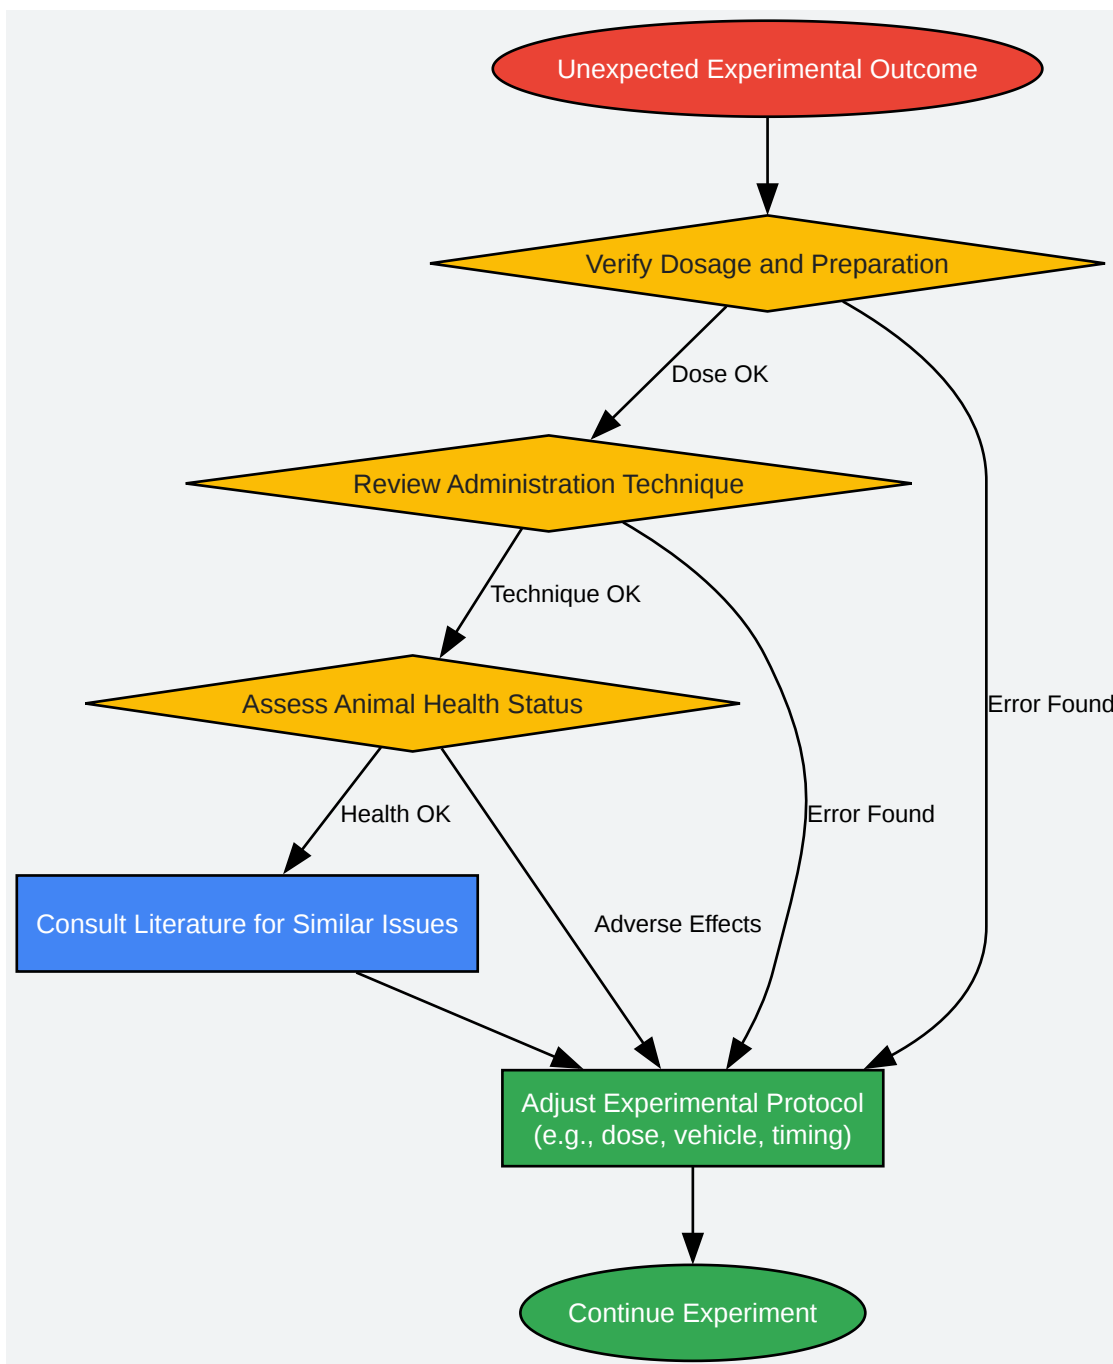 Unexpected Experimental Outcome
Verify Dosage and Preparation
Dose OK
Review Administration Technique
Technique OK
Assess Animal Health Status
Error Found
Health OK
Error Found
Consult Literature for Similar Issues
Adverse Effects
Adjust Experimental Protocol
(e.g., dose, vehicle, timing)
Continue Experiment